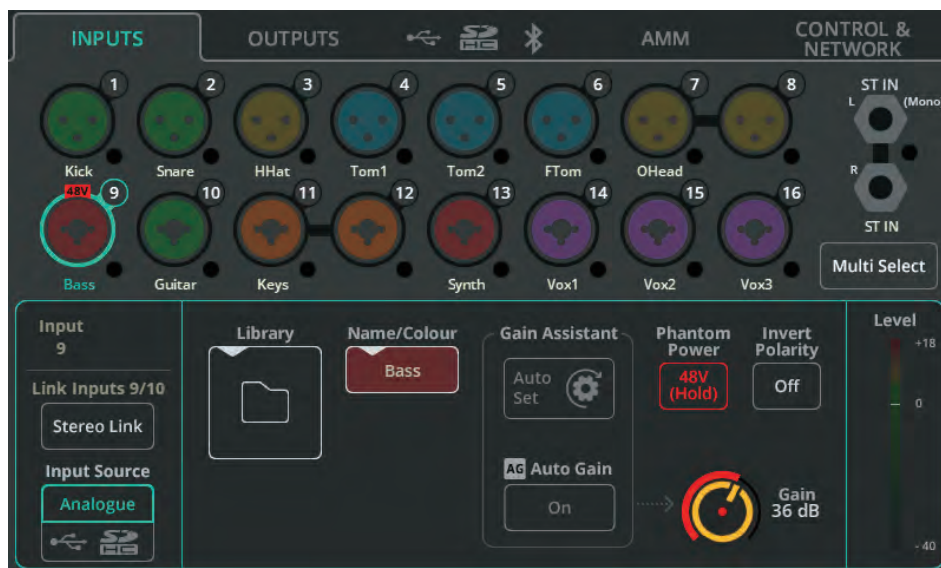 INPUTS OUTPUTS SD HC AMM CONTROL &
NETWORK
1 2 3 4 5 6 7 8 ST IN
L (Mono
Kick Snare HHat Tom1 Tom2 FTom OHead
R
48V 9 10 11 12 13 14 15 16
ST IN
Bass Guitar Keys Synth Vox1 Vox2 Vox3
Multi Select
Input
9
Link Inputs 9/10
Stereo Link
Input Source
Analogue
SD HC
Library
Name/Colour
Bass
Gain Assistant
Auto
Set
AG Auto Gain
On
Phantom
Power
48V
(Hold)
Invert
Polarity
Off
Gain
36 dB
Level
+18
0
-40